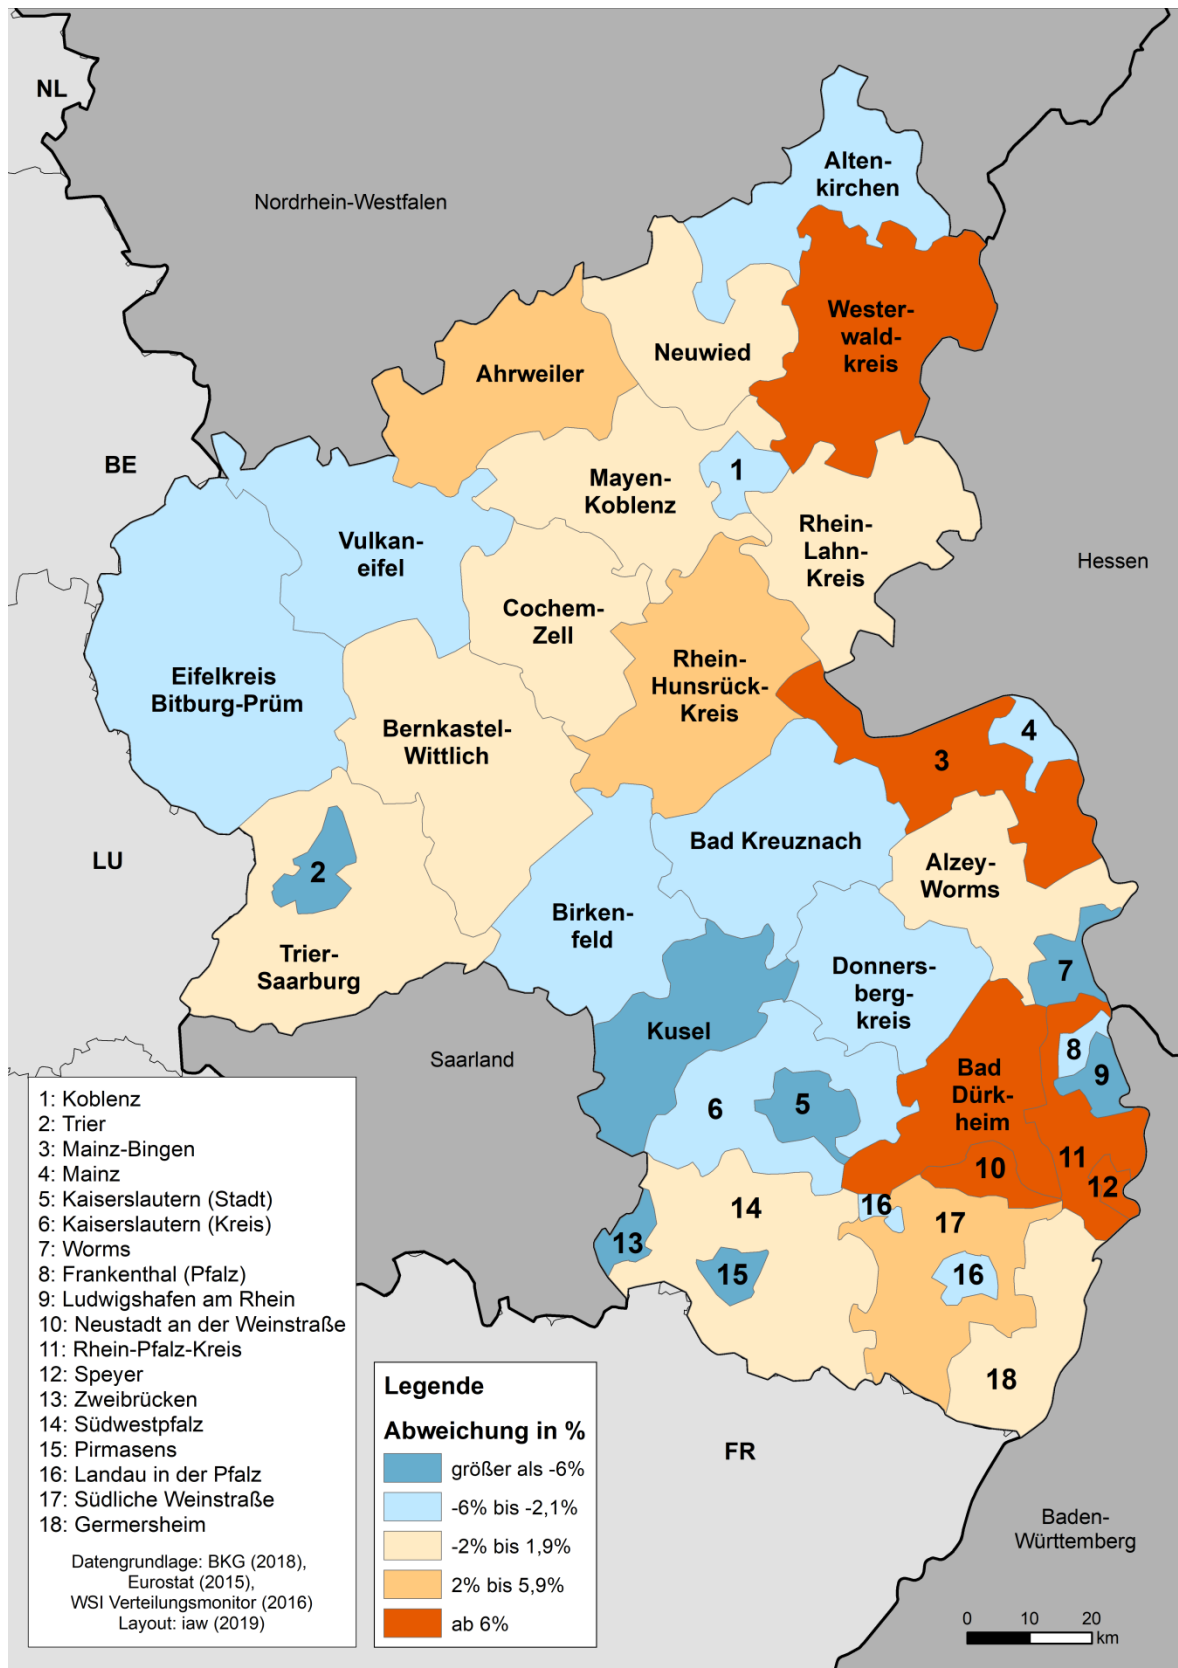 NL
Alten-
kirchen
Nordrhein-Westfalen
Wester-
wald-
kreis
Neuwied
Ahrweiler
BE
1
Mayen-
Koblenz
Rhein-
Lahn-
Kreis
Vulkan-
eifel
Hessen
Cochem-
Zell
Eifelkreis
Bitburg-Prüm
Rhein-
Hunsrück-
Kreis
Bernkastel-
Wittlich
4
3
Bad Kreuznach
LU
2
Alzey-
Worms
Birken-
feld
Trier-
Saarburg
Donners-
berg-
kreis
7
Kusel
Saarland
8
9
Bad
Dürk-
heim
5
6
10
11
12
14
16
17
13
15
16
18
1: Koblenz
2: Trier
3: Mainz-Bingen
4: Mainz
5: Kaiserslautern (Stadt)
6: Kaiserslautern (Kreis)
7: Worms
8: Frankenthal (Pfalz)
9: Ludwigshafen am Rhein
10: Neustadt an der Weinstraße
11: Rhein-Pfalz-Kreis
12: Speyer
13: Zweibrücken
14: Südwestpfalz
15: Pirmasens
16: Landau in der Pfalz
17: Südliche Weinstraße
18: Germersheim
Datengrundlage: BKG (2018),
Eurostat (2015),
WSI Verteilungsmonitor (2016)
Layout: iaw (2019)
Legende
Abweichung in %
größer als -6%
-6% bis -2,1%
-2% bis 1,9%
2% bis 5,9%
ab 6%
FR
Baden-
Württemberg
0 10 20
km